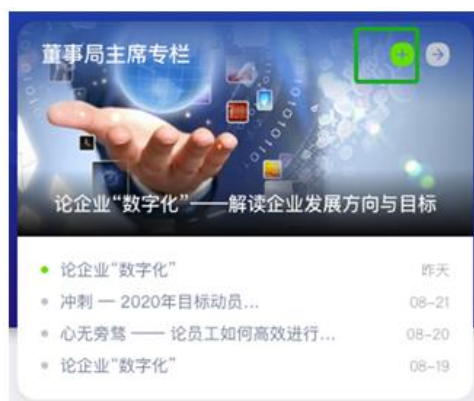 董事局主席专栏
论企业“数字化”——解读企业发展方向与目标
论企业“数字化” 昨天
冲刺 — 2020年目标动员... 08-21
心无旁骛 —— 论员工如何高效进行... 08-20
论企业“数字化” 08-19